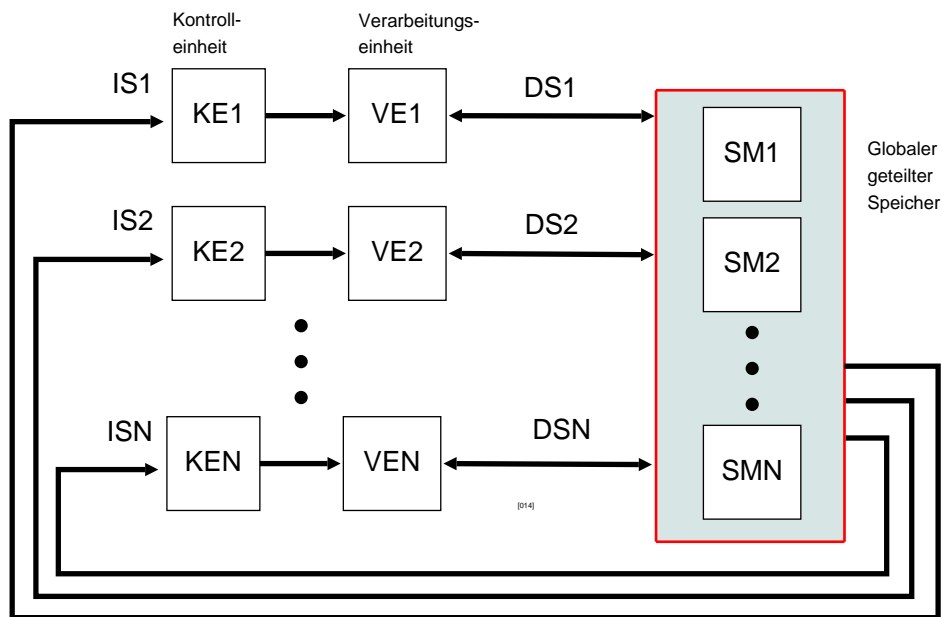 Kontroll-
einheit
Verarbeitungs-
einheit
IS1
KE1
VE1
DS1
SM1
Globaler
geteilter
Speicher
IS2
KE2
VE2
DS2
SM2
ISN
KEN
VEN
DSN
SMN
[014]